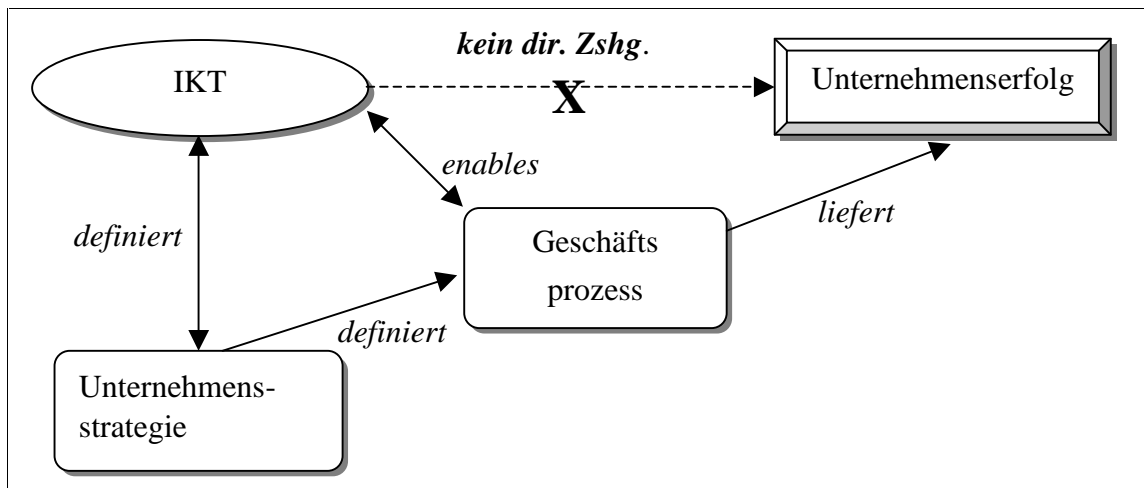 kein dir. Zshg.
IKT
X
Unternehmenserfolg
enables
definiert
liefert
Geschäfts
prozess
definiert
Unternehmens-
strategie